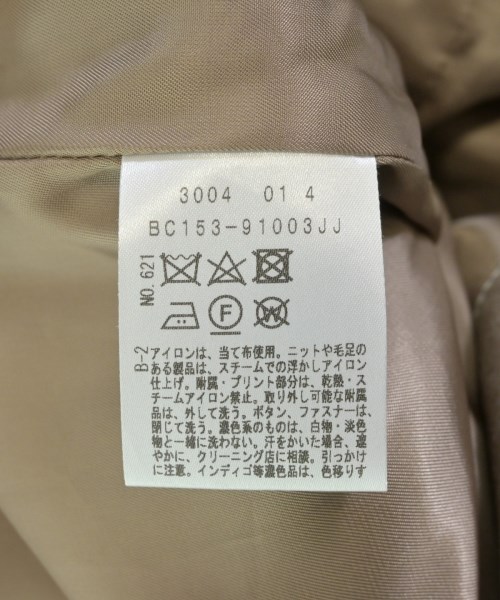 3004 01 4
BC153-91003JJ
NO.621
F
W
B-2
アイロンは、当て布使用。ニットや毛足の
ある製品は、スチームでの浮かしアイロン
仕上げ。附属・プリント部分は、乾熱・ス
チームアイロン禁止。取り外し可能な附属
品は、外して洗う。ボタン、ファスナーは、
閉じて洗う。濃色系のものは、白物・淡色
物と一緒に洗わない。汗をかいた場合、速
やかに、クリーニング店に相談。引っかけ
に注意。インディゴ等濃色品は、色移りす